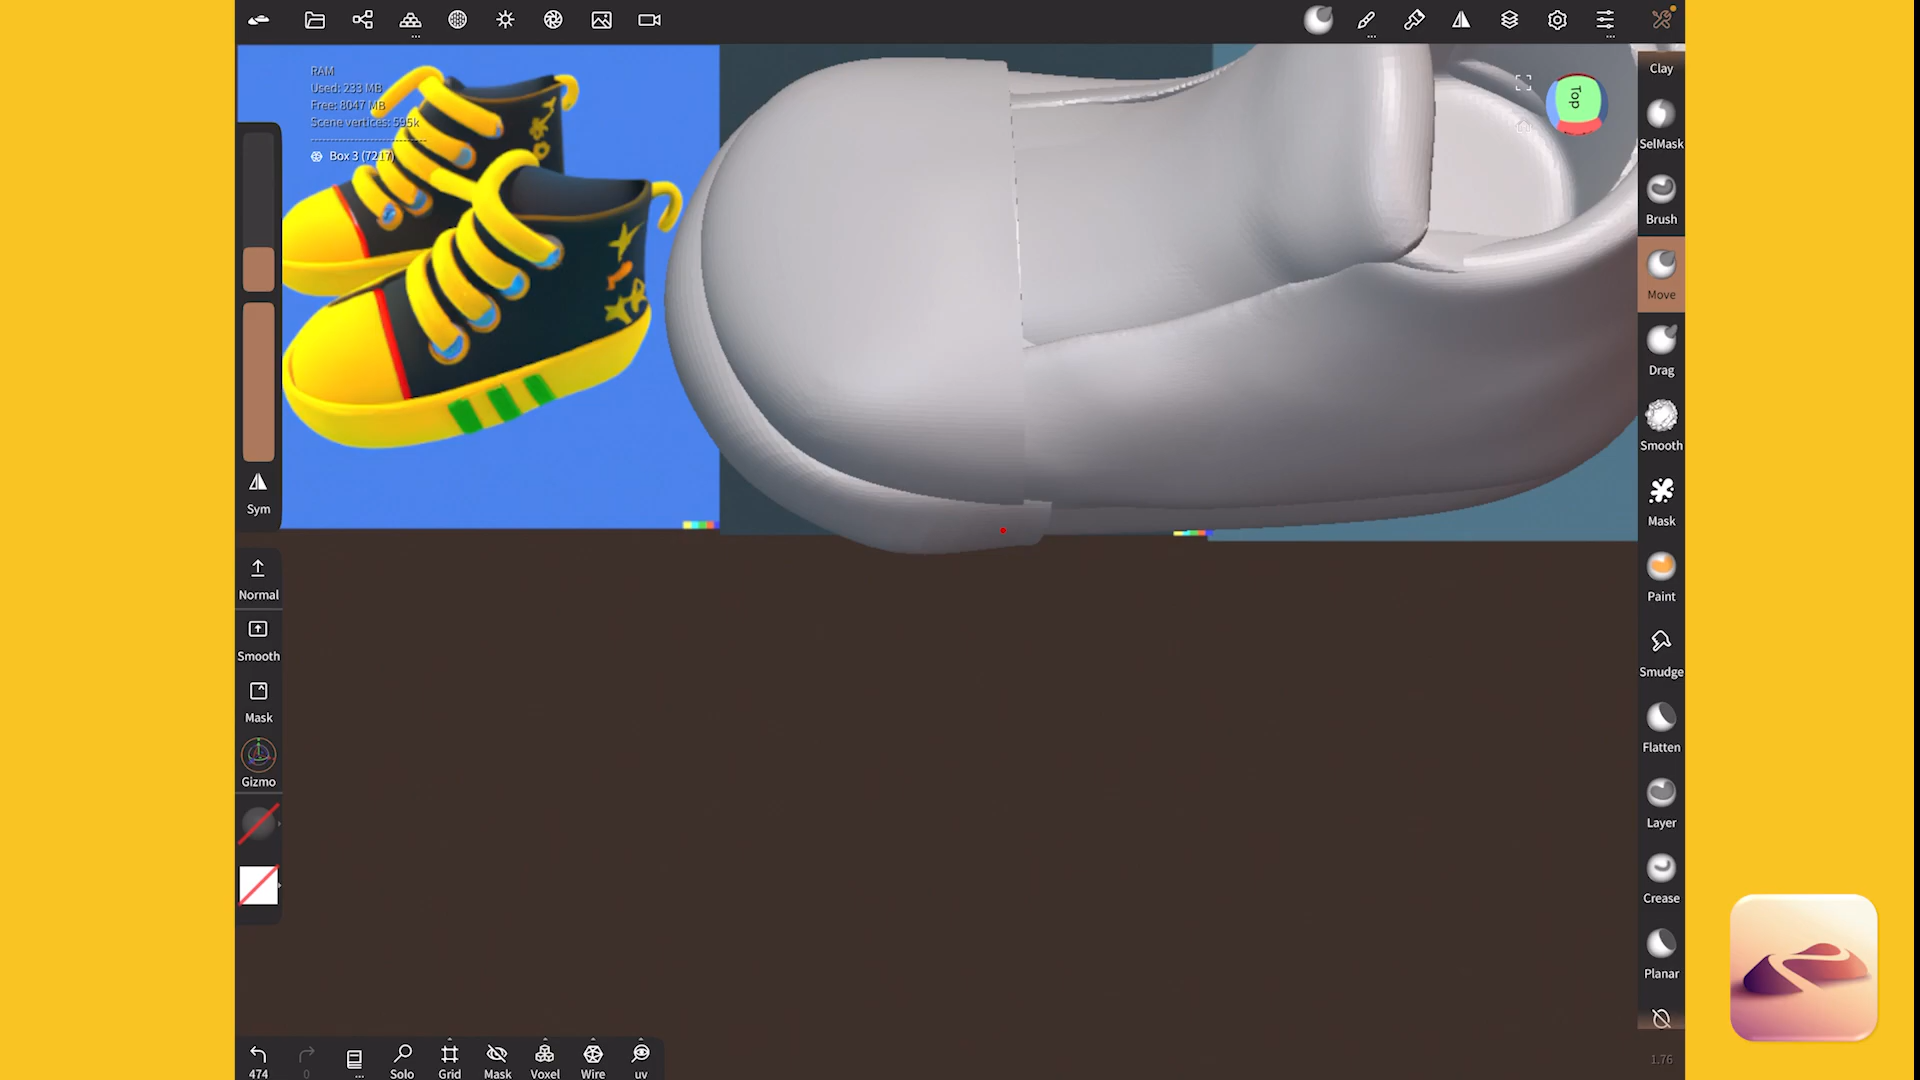 RAM
Used: 233 MB
Free: 8047 MB
Scene vertices: 595k
Box 3 (7217)
Top
Clay
SelMask
Brush
Move
Drag
Smooth
Mask
Paint
Smudge
Flatten
Layer
Crease
Planar
1.76
Sym
Normal
Smooth
Mask
Gizmo
474
0
Solo
Grid
Mask
Voxel
Wire
uv